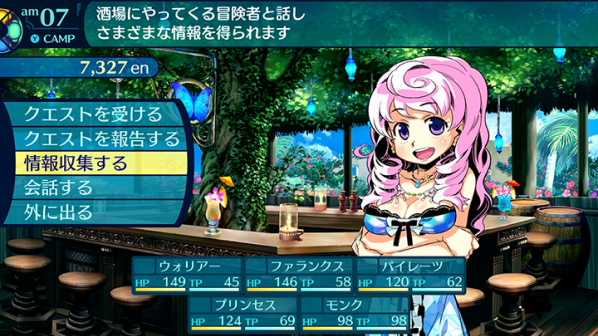 am 07
Y CAMP
酒場にやってくる冒険者と話し
さまざまな情報を得られます
7,327 en
クエストを受ける
クエストを報告する
情報収集する
会話する
外に出る
ウォリアー
HP 149 TP 45
ファランクス
HP 146 TP 58
パイレーツ
HP 120 TP 62
プリンセス
HP 124 TP 69
モンク
HP 98 TP 98